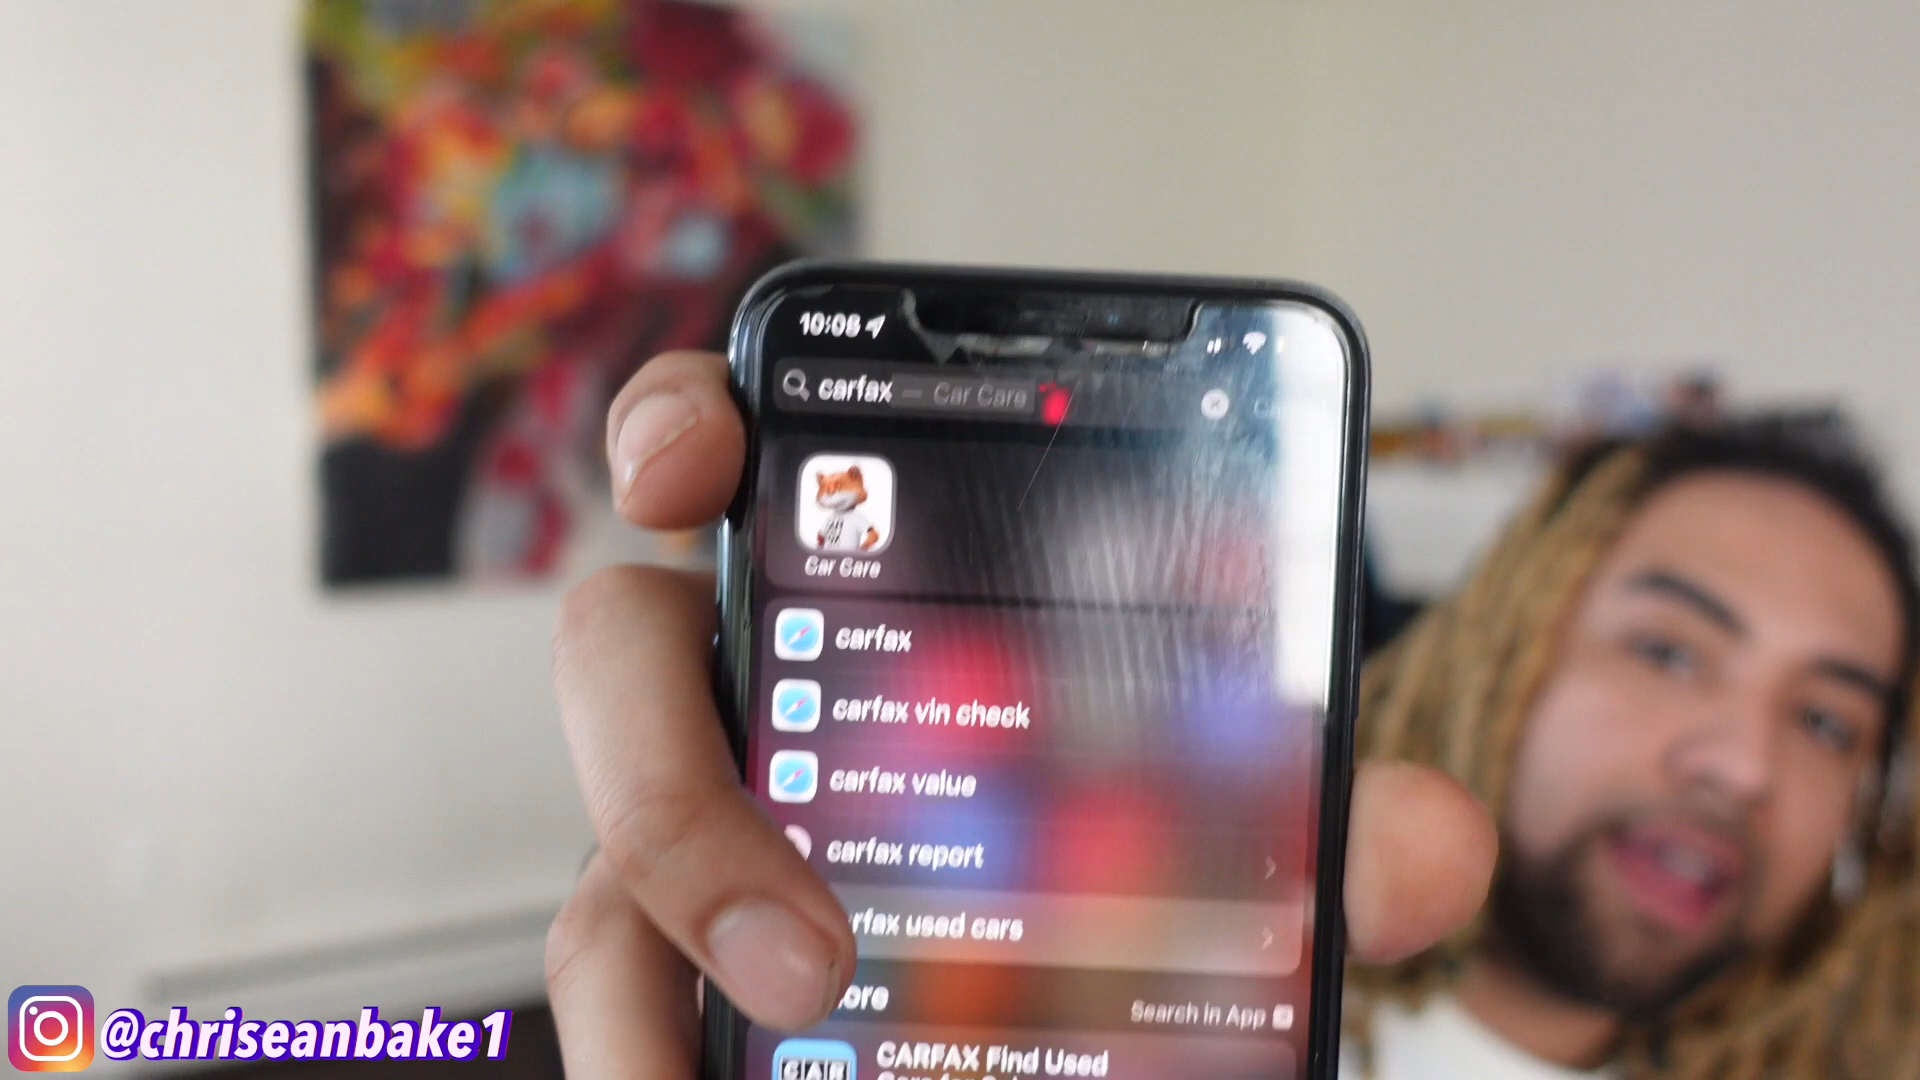 10:08
carfax — Car Care
Car Care
carfax
carfax vin check
carfax value
carfax report
rfax used cars
ore
Search in App
CAR
CARFAX Find Used
@chriseanbake1